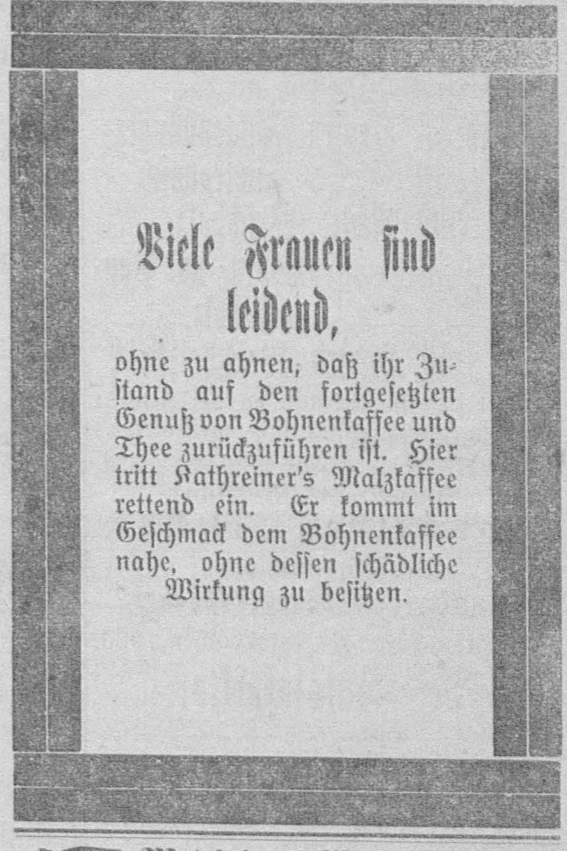 Viele Frauen sind
leidend,
ohne zu ahnen, daß ihr Zu-
stand auf den fortgesetzten
Genuß von Bohnenkaffee und
Thee zurückzuführen ist. Hier
tritt Kathreiner's Malzkaffee
rettend ein. Er kommt im
Geschmack dem Bohnenkaffee
nahe, ohne dessen schädliche
Wirkung zu besitzen.